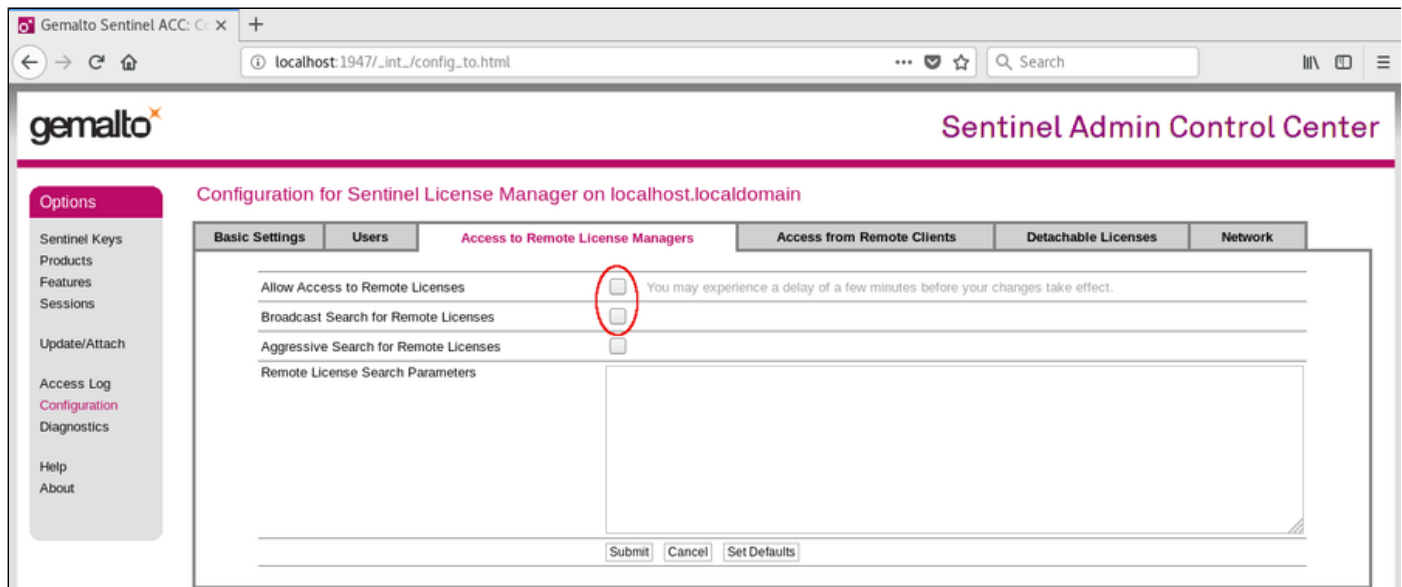 Gemalto Sentinel ACC: Co
localhost:1947/_int_/config_to.html
Search
gemalto
Sentinel Admin Control Center
Options
Sentinel Keys
Products
Features
Sessions
Update/Attach
Access Log
Configuration
Diagnostics
Help
About
Configuration for Sentinel License Manager on localhost.localdomain
Basic Settings Users Access to Remote License Managers Access from Remote Clients Detachable Licenses Network
Allow Access to Remote Licenses You may experience a delay of a few minutes before your changes take effect.
Broadcast Search for Remote Licenses
Aggressive Search for Remote Licenses
Remote License Search Parameters
Submit Cancel Set Defaults